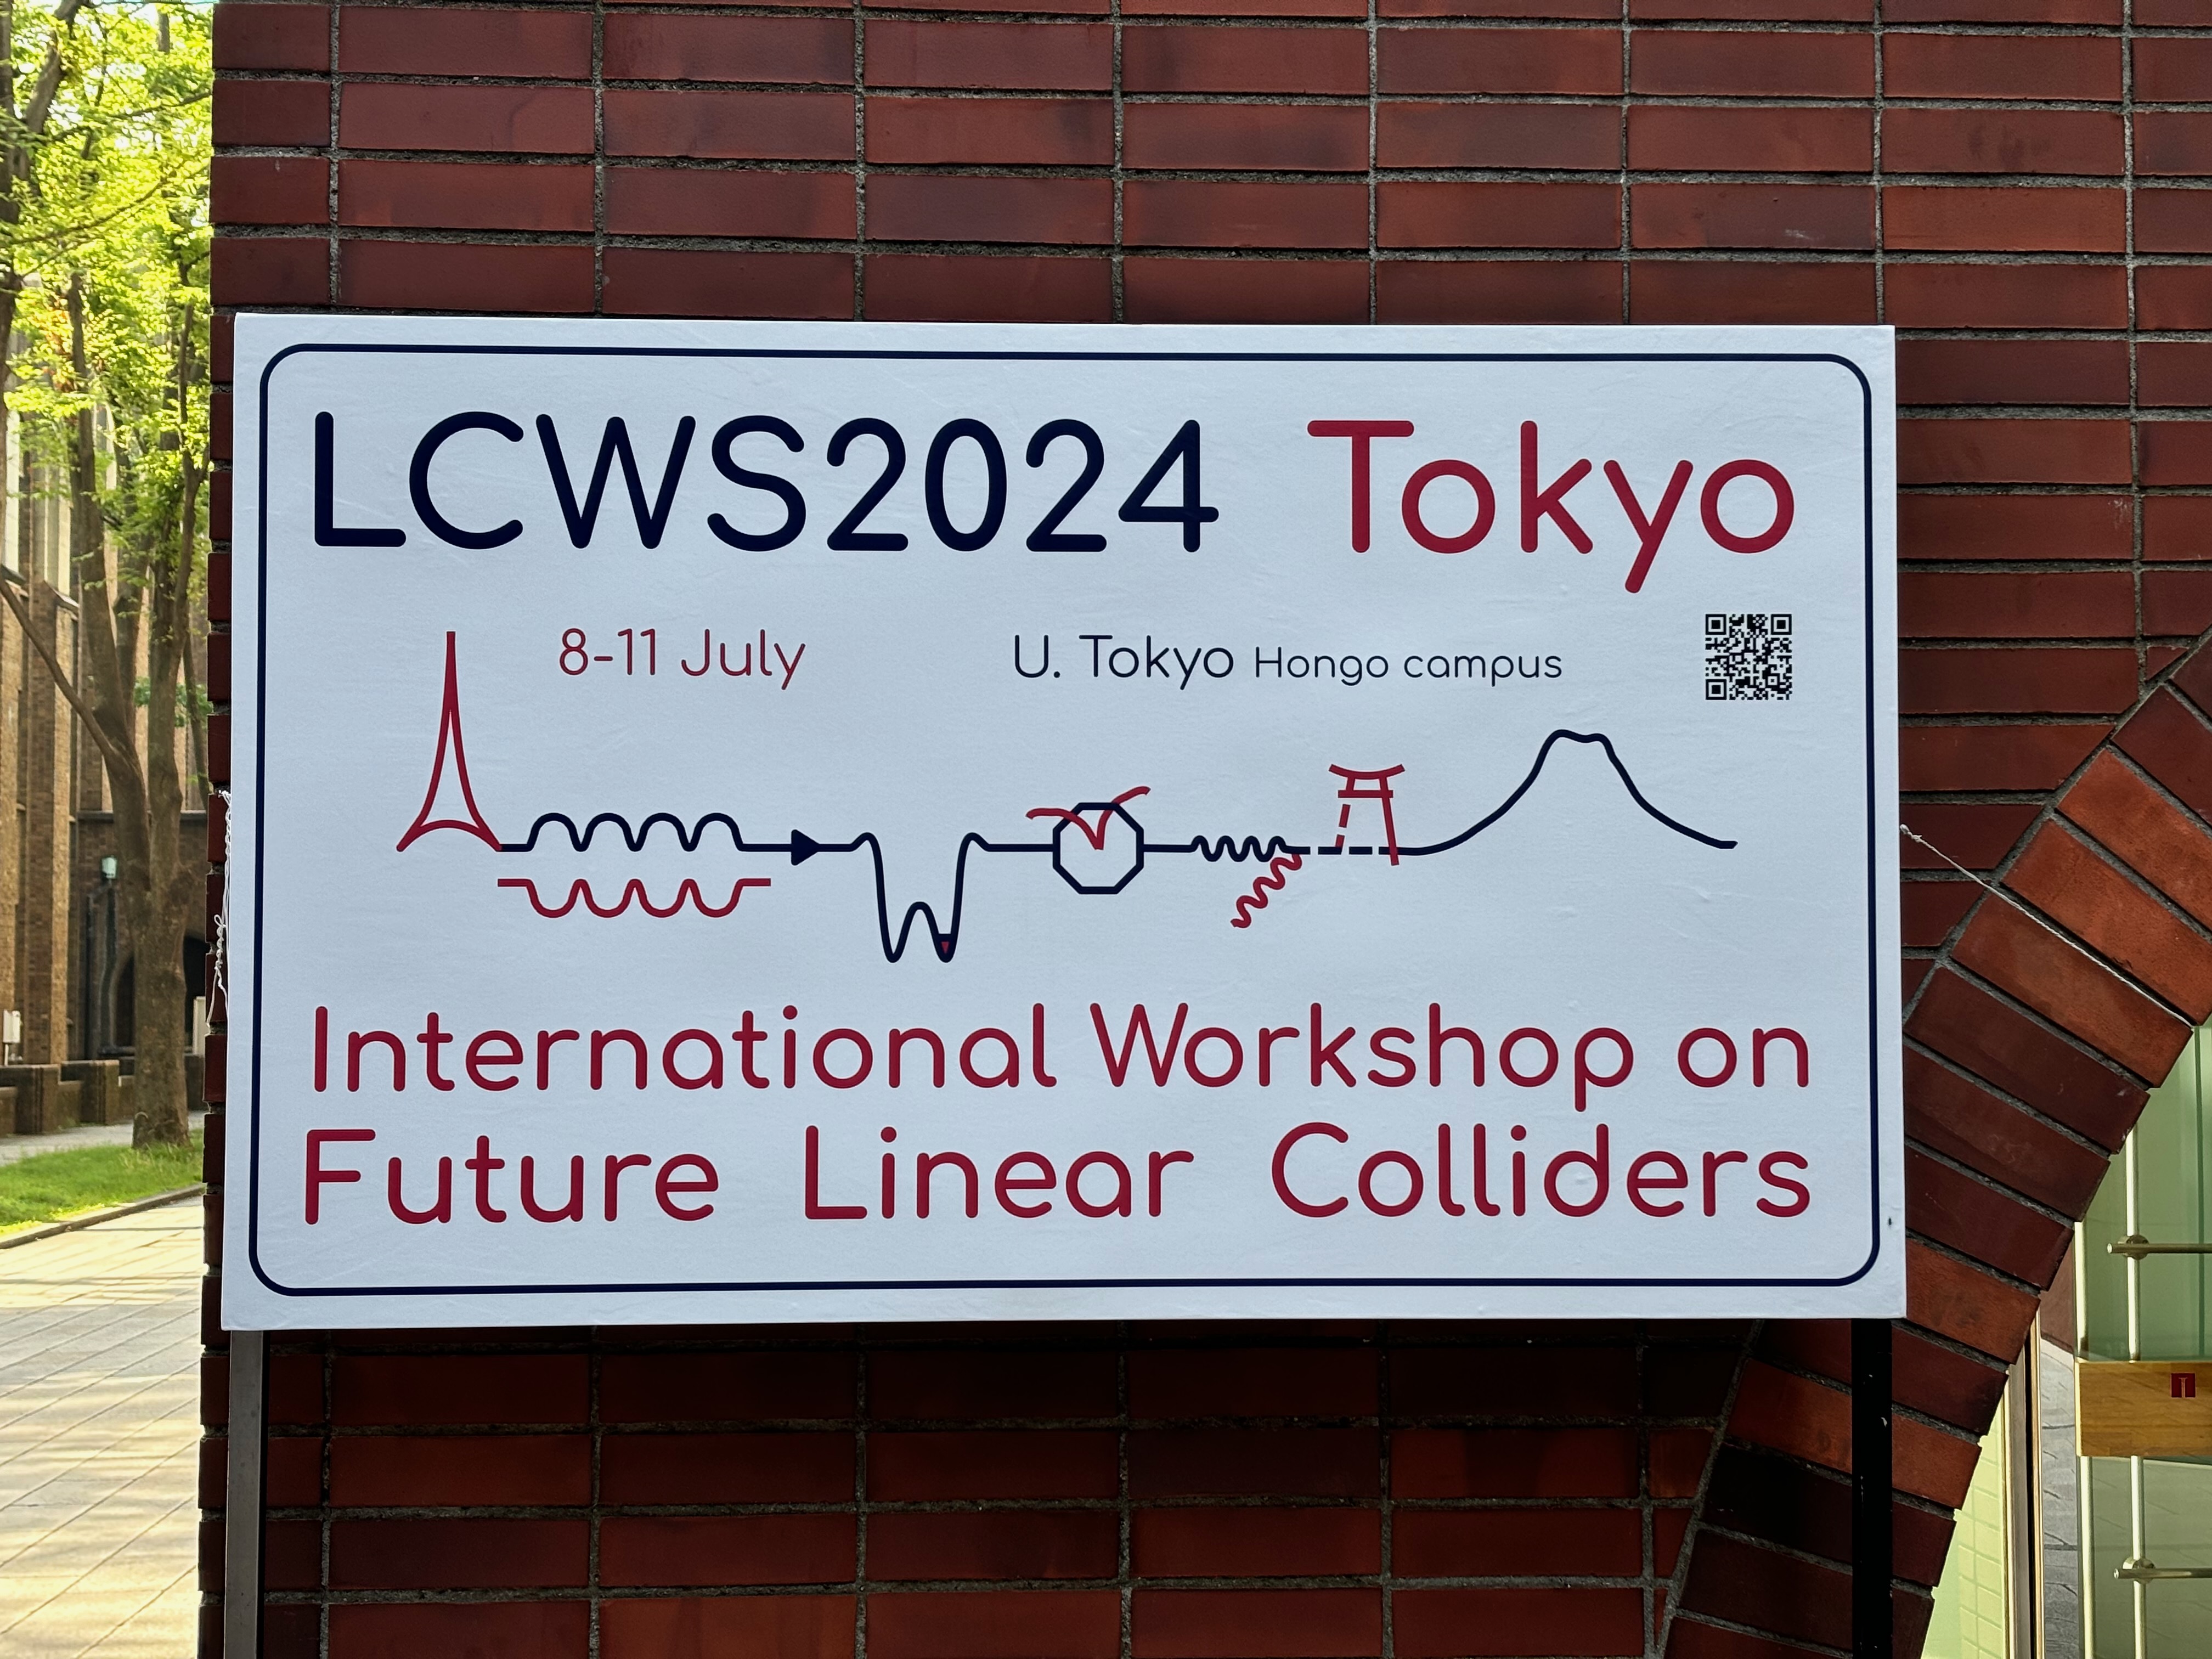 LCWS2024 Tokyo
8-11 July U. Tokyo Hongo campus
International Workshop on
Future Linear Colliders